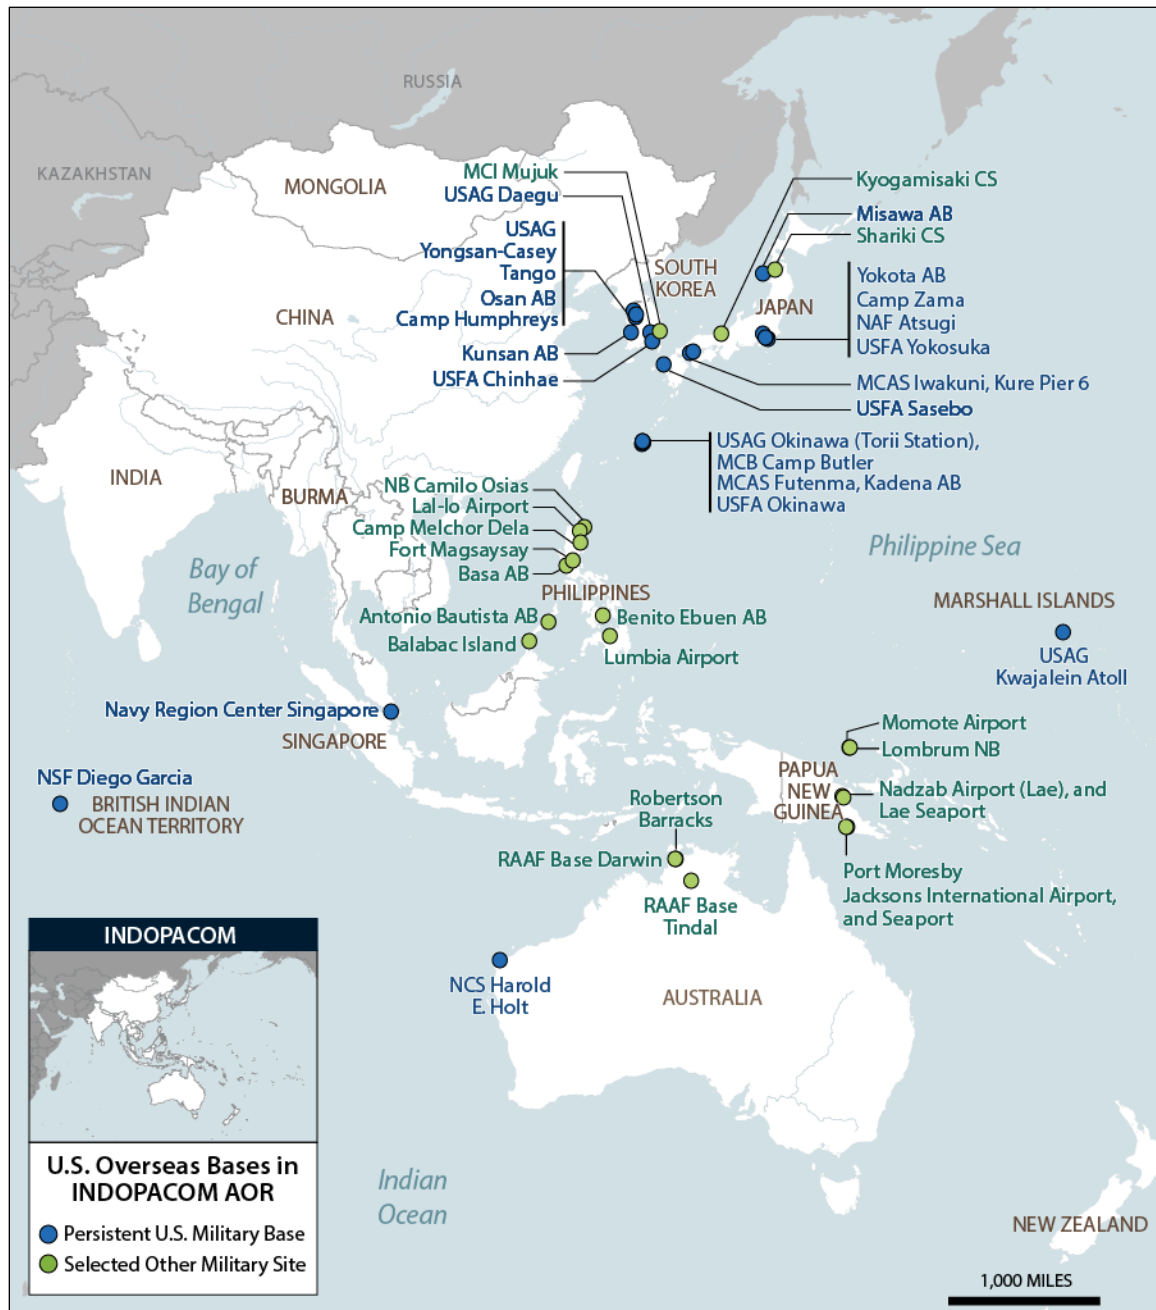 RUSSIA
KAZAKHSTAN
MONGOLIA
MCI Mujuk
USAG Daegu
USAG
Yongsan-Casey
Tango
Osan AB
Camp Humphreys
Kunsan AB
USFA Chinhae
SOUTH
KOREA
CHINA
JAPAN
Kyogamisaki CS
Misawa AB
Shariki CS
Yokota AB
Camp Zama
NAF Atsugi
USFA Yokosuka
MCAS Iwakuni, Kure Pier 6
USFA Sasebo
USAG Okinawa (Torii Station),
MCB Camp Butler
MCAS Futenma, Kadena AB
USFA Okinawa
INDIA
BURMA
NB Camilo Osias
Lal-lo Airport
Camp Melchor Dela
Fort Magsaysay
Basa AB
Bay of
Bengal
Philippine Sea
PHILIPPINES
Antonio Bautista AB
Balabac Island
Benito Ebuen AB
Lumbia Airport
MARSHALL ISLANDS
USAG
Kwajalein Atoll
Navy Region Center Singapore
SINGAPORE
NSF Diego Garcia
BRITISH INDIAN
OCEAN TERRITORY
Momote Airport
Lombrum NB
PAPUA
NEW
GUINEA
Nadzab Airport (Lae), and
Lae Seaport
Robertson
Barracks
RAAF Base Darwin
RAAF Base
Tindal
Port Moresby
Jacksons International Airport,
and Seaport
NCS Harold
E. Holt
AUSTRALIA
INDOPACOM
U.S. Overseas Bases in
INDOPACOM AOR
Persistent U.S. Military Base
Selected Other Military Site
Indian
Ocean
NEW ZEALAND
1,000 MILES